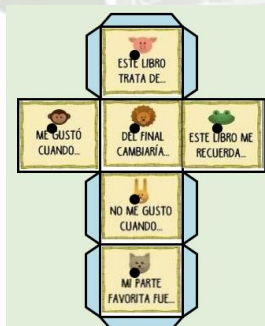 ESTE LIBRO
TRATA DE...
ME GUSTÓ
CUANDO...
DEL FINAL
CAMBIARÍA...
ESTE LIBRO ME
RECUERDA...
NO ME GUSTO
CUANDO...
MI PARTE
FAVORITA FUE...